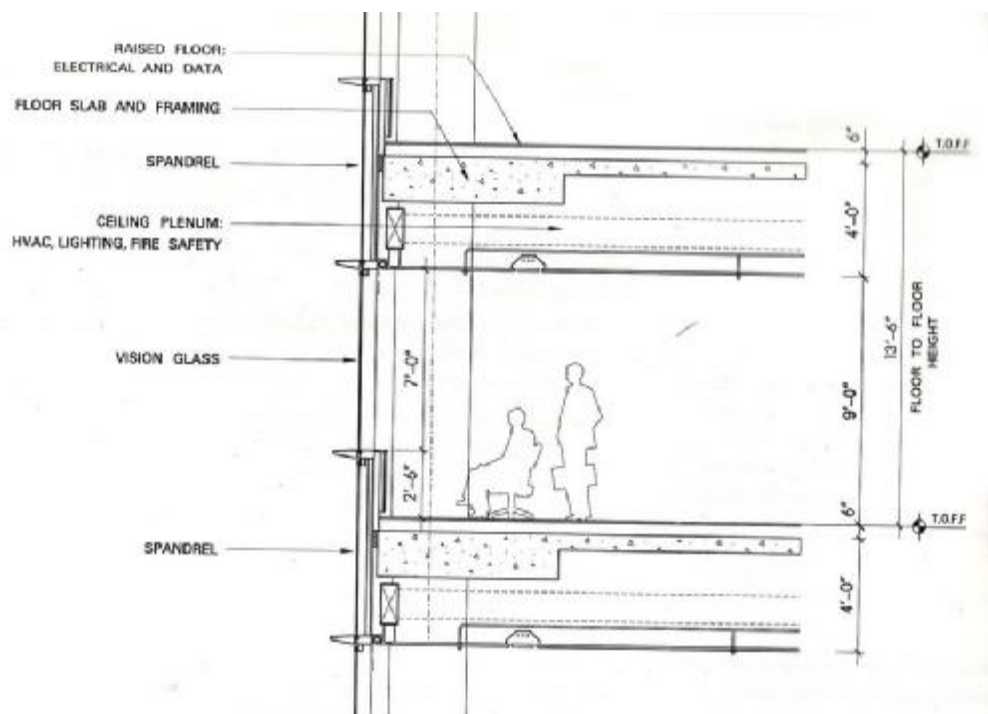 RAISED FLOOR:
ELECTRICAL AND DATA
FLOOR SLAB AND FRAMING
SPANDREL
CEILING PLENUM:
HVAC, LIGHTING, FIRE SAFETY
VISION GLASS
SPANDREL
7'-0"
2'-6"
6"
4'-0"
9'-0"
6"
4'-0"
13'-6"
FLOOR TO FLOOR
HEIGHT
T.O.F.F
T.O.F.F